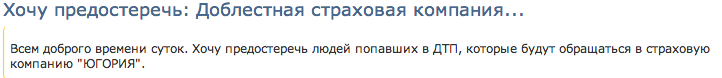 Хочу предостеречь: Доблестная страховая компания...
Всем доброго времени суток. Хочу предостеречь людей попавших в ДТП, которые будут обращаться в страховую
компанию "ЮГОРИЯ".